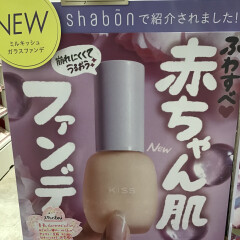 NEW
ミルキッシュ
ガラスファンデ
shabónで紹介されました!
ふわすべ
赤ちゃん肌
崩れにくくて
うるおう
ファンデ
New